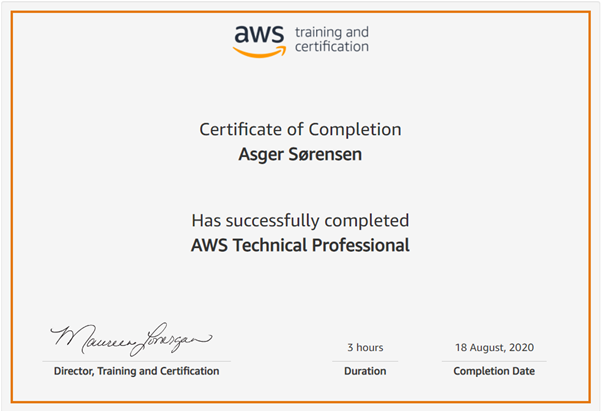 aws training and
certification
Certificate of Completion
Asger Sørensen
Has successfully completed
AWS Technical Professional
Maureen Lonergan
3 hours
18 August, 2020
Director, Training and Certification
Duration
Completion Date